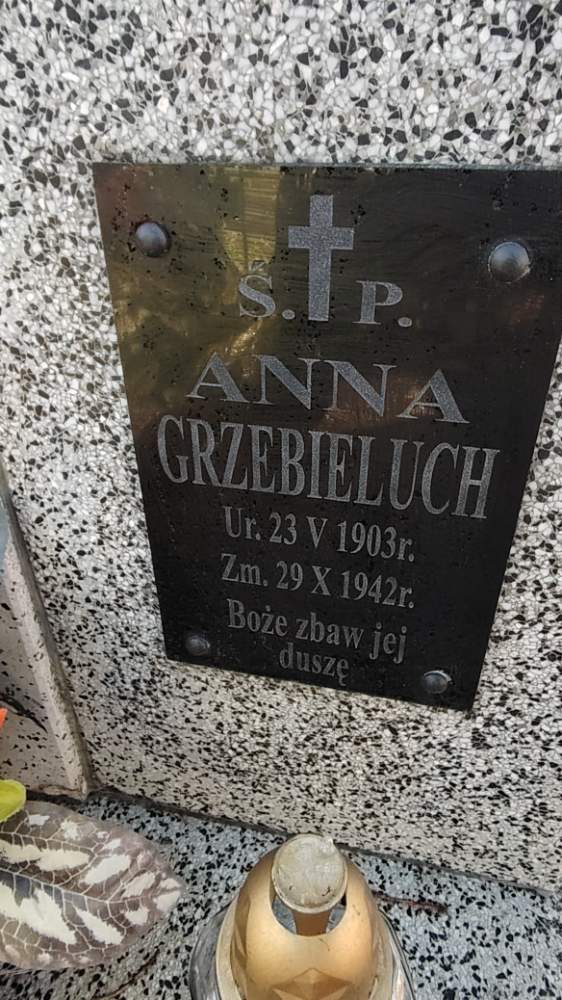 Ś. P.
ANNA
GRZEBIELUCH
Ur. 23 V 1903r.
Zm. 29 X 1942r.
Boże zbaw jej
duszę